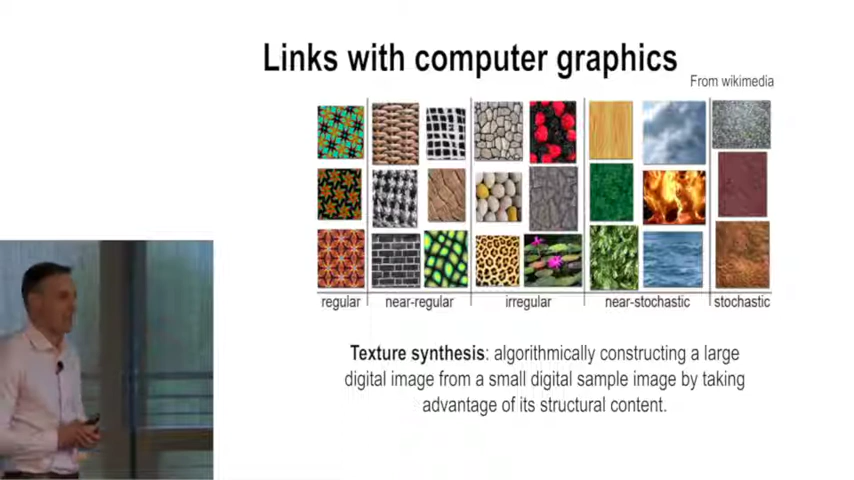 Links with computer graphics
From wikimedia
regular
near-regular
irregular
near-stochastic
stochastic
Texture synthesis: algorithmically constructing a large
digital image from a small digital sample image by taking
advantage of its structural content.